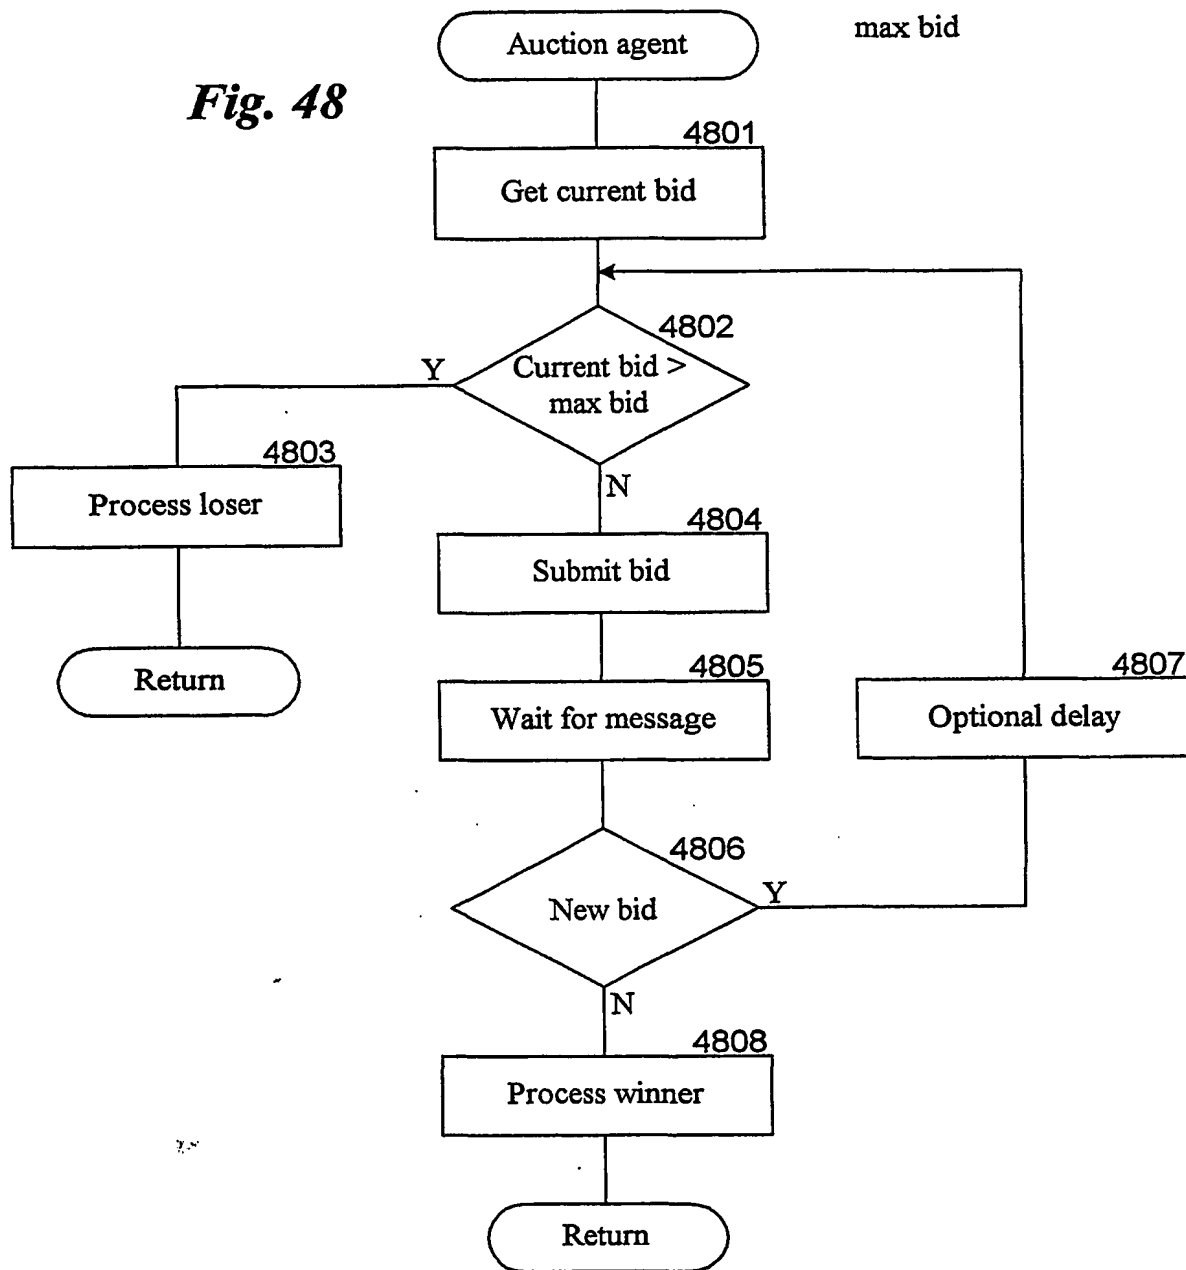 Auction agent
max bid
Fig. 48
4801
Get current bid
4802
Y
Current bid >
max bid
4803
Process loser
N
4804
Submit bid
Return
4805
Wait for message
4807
Optional delay
4806
New bid
Y
N
4808
Process winner
Return